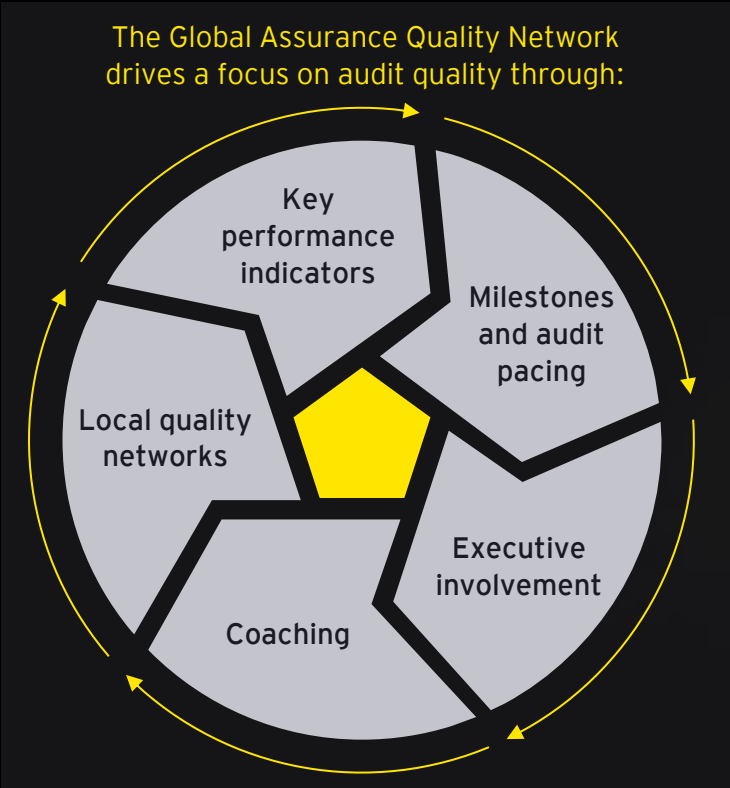 The Global Assurance Quality Network
drives a focus on audit quality through:
Key
performance
indicators
Milestones
and audit
pacing
Executive
involvement
Coaching
Local quality
networks